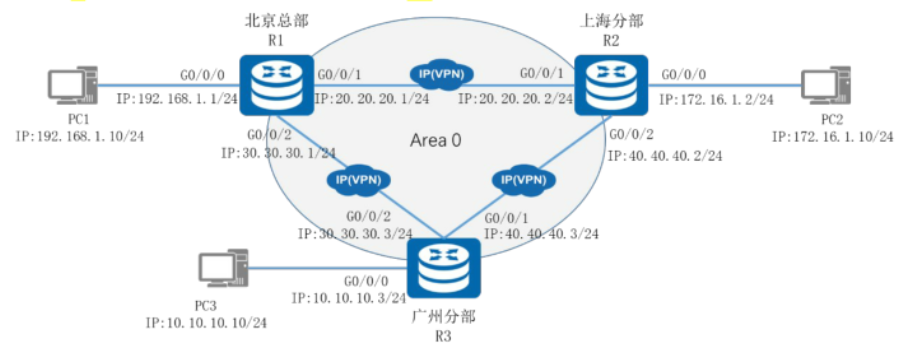 北京总部
R1
上海分部
R2
G0/0/0
G0/0/1
IP(VPN)
G0/0/1
G0/0/0
IP:192.168.1.1/24
IP:20.20.20.1/24
IP:20.20.20.2/24
IP:172.16.1.2/24
PC1
IP:192.168.1.10/24
PC2
IP:172.16.1.10/24
G0/0/2
IP:30.30.30.1/24
Area 0
G0/0/2
IP:40.40.40.2/24
IP(VPN)
IP(VPN)
G0/0/2
IP:30.30.30.3/24
G0/0/1
IP:40.40.40.3/24
G0/0/0
IP:10.10.10.3/24
PC3
IP:10.10.10.10/24
广州分部
R3